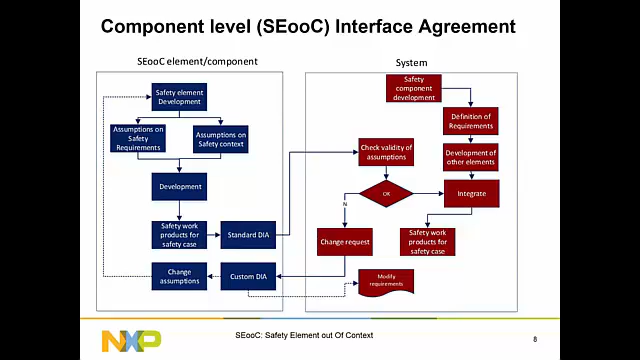 Component level (SEooC) Interface Agreement
SEooC element/component
System
Safety element
Development
Assumptions on
Safety
Requirements
Assumptions on
Safety context
Development
Safety work
products for
safety case
Standard DIA
Change
assumptions
Custom DIA
Safety
component
development
Definition of
Requirements
Check validity of
assumptions
Development of
other elements
OK
Integrate
N
Change request
Safety work
products for
safety case
Modify
requirements
NXP
SEooC: Safety Element out Of Context
8